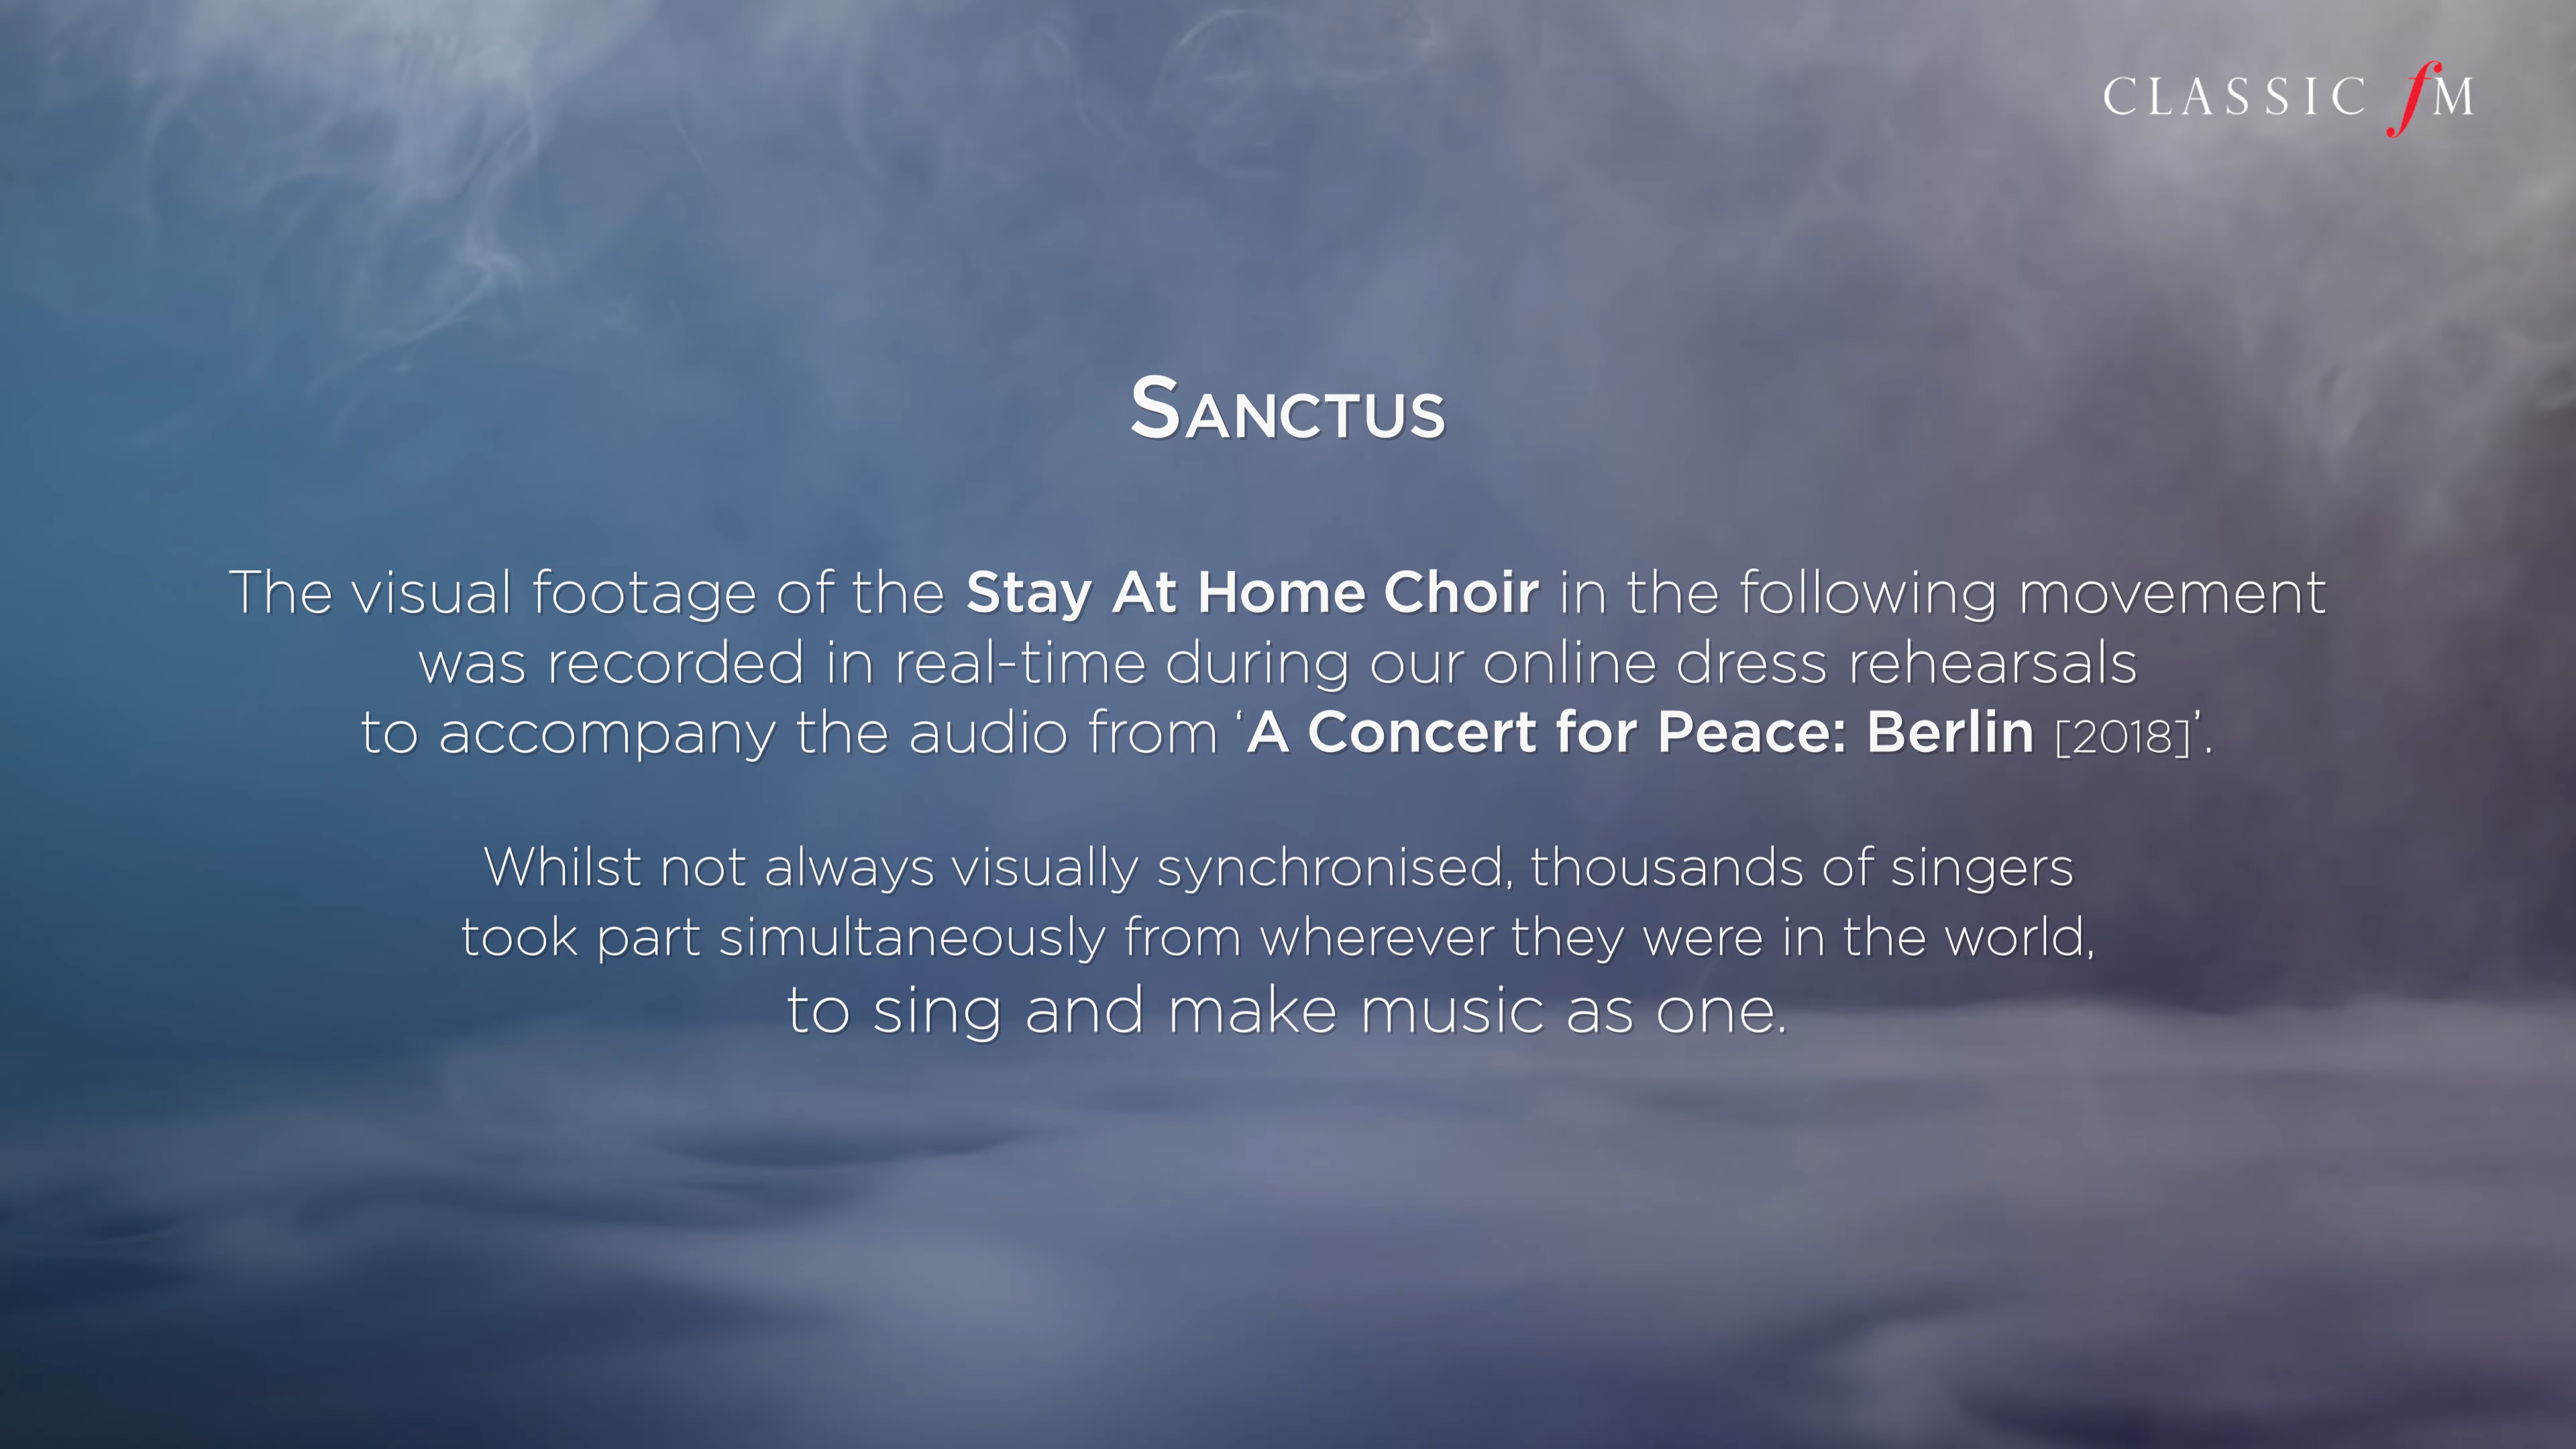 CLASSIC fM
SANCTUS
The visual footage of the Stay At Home Choir in the following movement
was recorded in real-time during our online dress rehearsals
to accompany the audio from ‘A Concert for Peace: Berlin [2018]’.
Whilst not always visually synchronised, thousands of singers
took part simultaneously from wherever they were in the world,
to sing and make music as one.